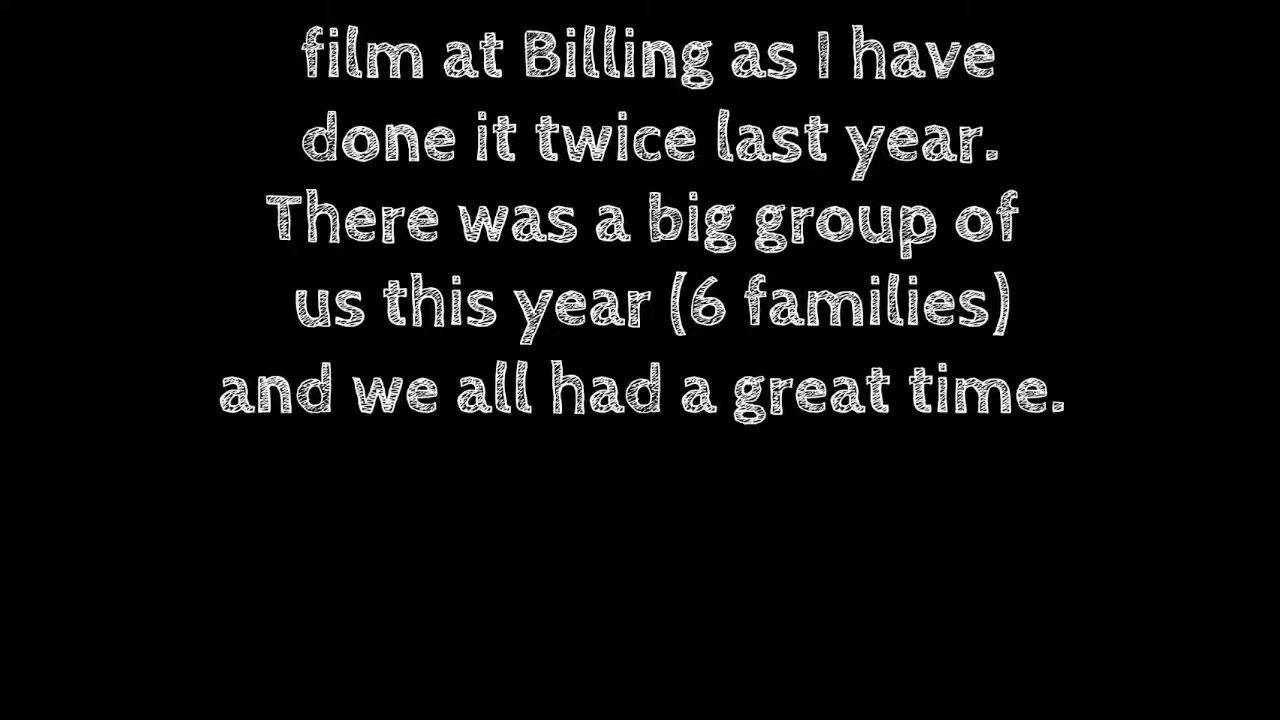 film at Billing as I have
done it twice last year.
There was a big group of
us this year (6 families)
and we all had a great time.